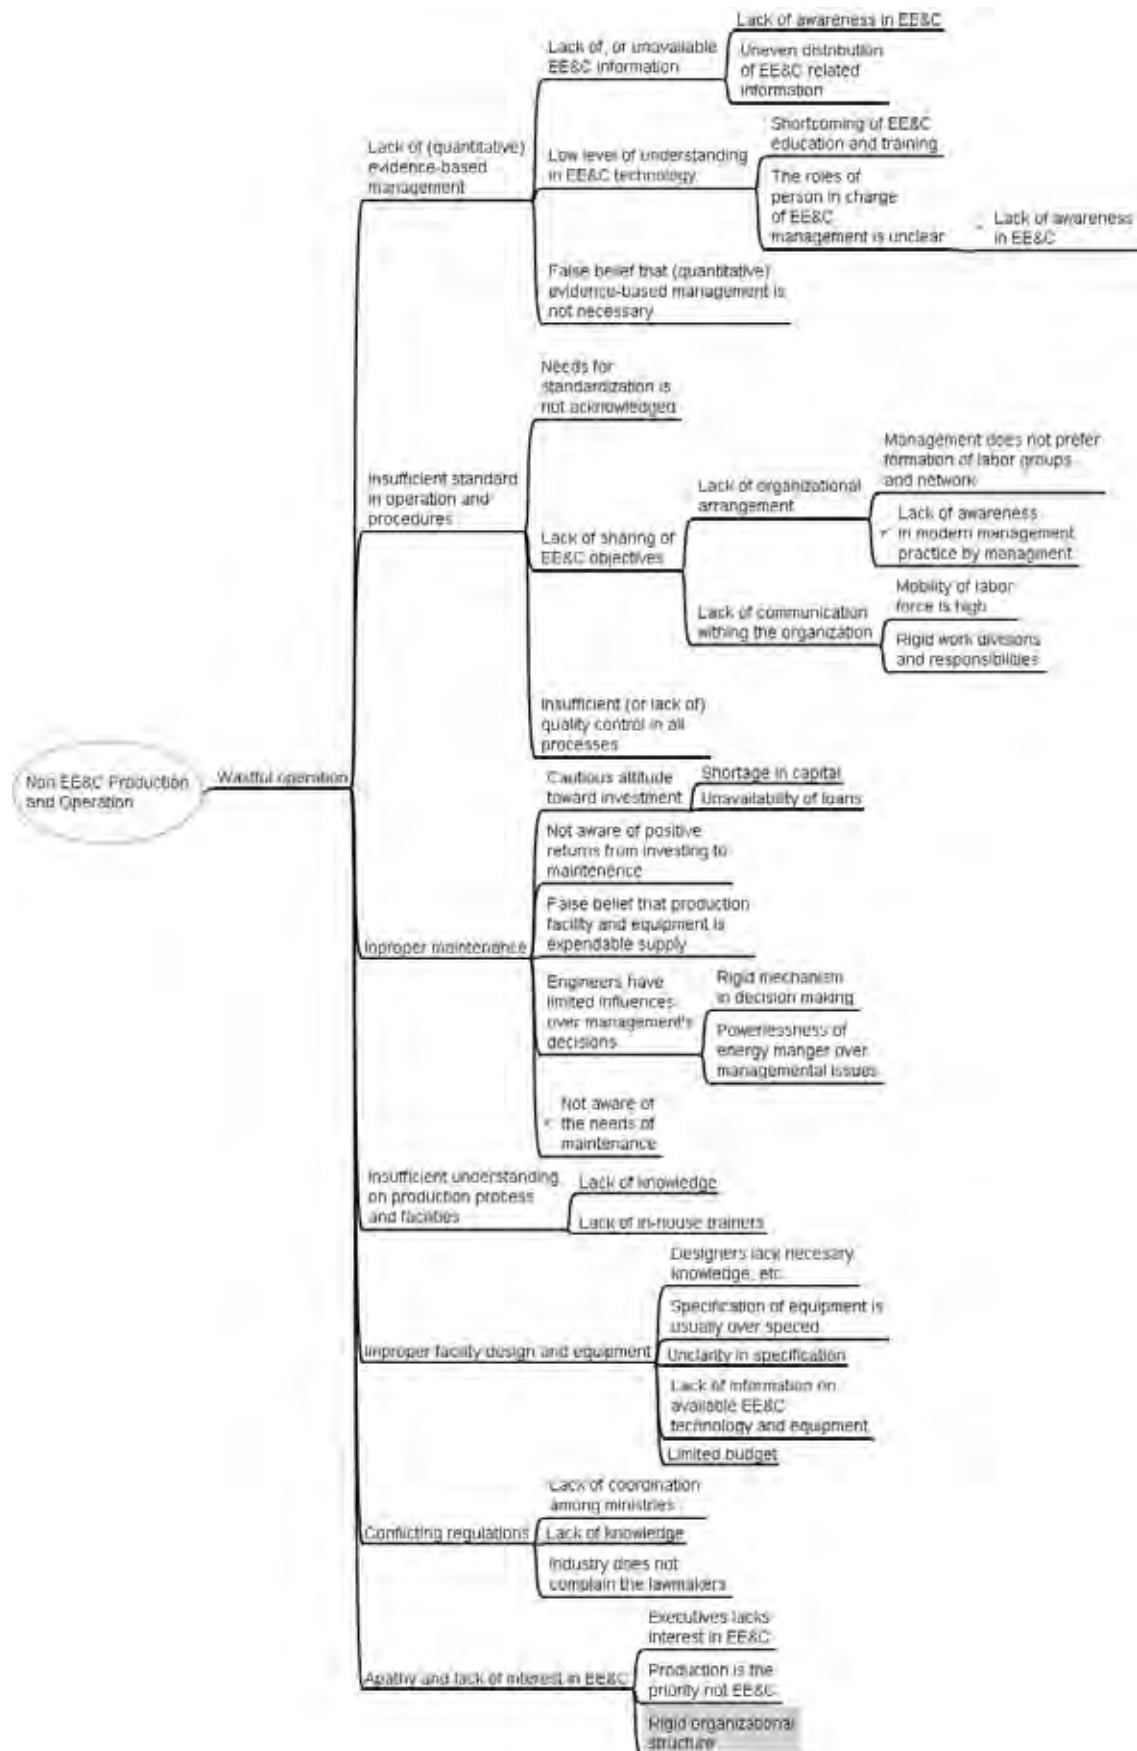 Non EE&C Production
and Operation
Wastful operation
Lack of (quantitative)
evidence-based
management
Lack of, or unavailable
EE&C information
Lack of awareness in EE&C
Uneven distribution
of EE&C related
information
Low level of understanding
in EE&C technology
Shortcoming of EE&C
education and training
The roles of
person in charge
of EE&C
management is unclear
Lack of awareness
in EE&C
False belief that (quantitative)
evidence-based management is
not necessary
Insufficient standard
in operation and
procedures
Needs for
standardization is
not acknowledged
Lack of sharing of
EE&C objectives
Lack of organizational
arrangement
Management does not prefer
formation of labor groups
and network
Lack of awareness
in modern management
practice by managment
Lack of communication
withing the organization
Mobility of labor
force is high
Rigid work divisions
and responsibilities
Insufficient (or lack of)
quality control in all
processes
Inproper maintenance
Cautious attitude
toward investment
Shortage in capital
Unavailability of loans
Not aware of positive
returns from investing to
maintenence
False belief that production
facility and equipment is
expendable supply
Engineers have
limited influences
over management's
decisions
Rigid mechanism
in decision making
Powerlessness of
energy manger over
managemental issues
Not aware of
the needs of
maintenance
Insufficient understanding
on production process
and facilities
Lack of knowledge
Lack of in-house trainers
Improper facility design and equipment
Designers lack necesary
knowledge, etc
Specification of equipment is
usually over speced
Unclarity in specification
Lack of information on
available EE&C
technology and equipment
Limited budget
Conflicting regulations
Lack of coordination
among ministries
Lack of knowledge
Industry does not
complain the lawmakers
Apathy and lack of interest in EE&C
Executives lacks
interest in EE&C
Production is the
priority not EE&C
Rigid organizational
structure